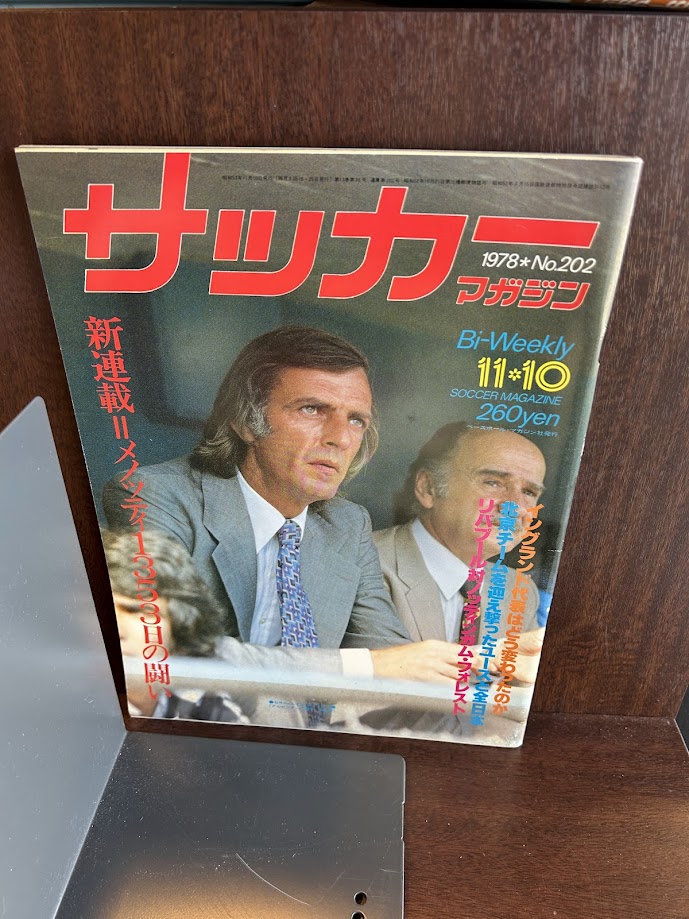 サッカー
マガジン
1978*No.202
Bi-Weekly
11*10
SOCCER MAGAZINE
260yen
新連載=メノッティ1353日の闘い
イングランド代表はどう変わったのか
北京チームを迎え撃ったユースと全日本
リバプール対ノッティンガム・フォレスト